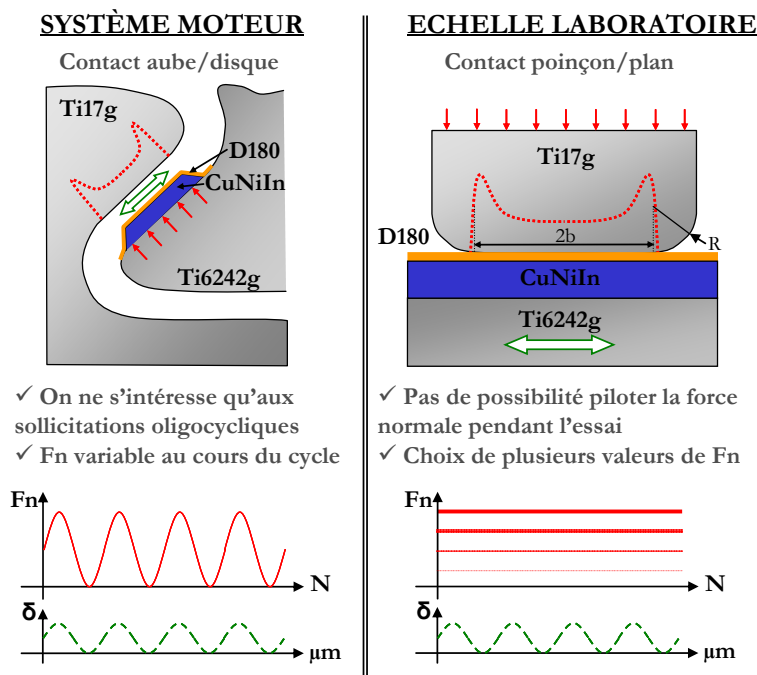 SYSTÈME MOTEUR
Contact aube/disque
Ti17g
D180
CuNiIn
Ti6242g
✓ On ne s'intéresse qu'aux
sollicitations oligocycliques
✓ Fn variable au cours du cycle
Fn
N
δ
µm
ECHELLE LABORATOIRE
Contact poinçon/plan
Ti17g
D180
2b
R
CuNiIn
Ti6242g
✓ Pas de possibilité piloter la force
normale pendant l'essai
✓ Choix de plusieurs valeurs de Fn
Fn
N
δ
µm